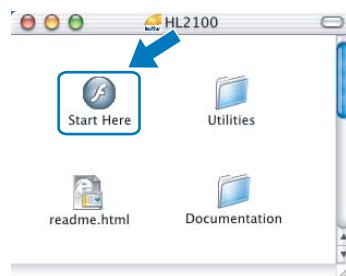 HL2100
Start Here
Utilities
readme.html
Documentation